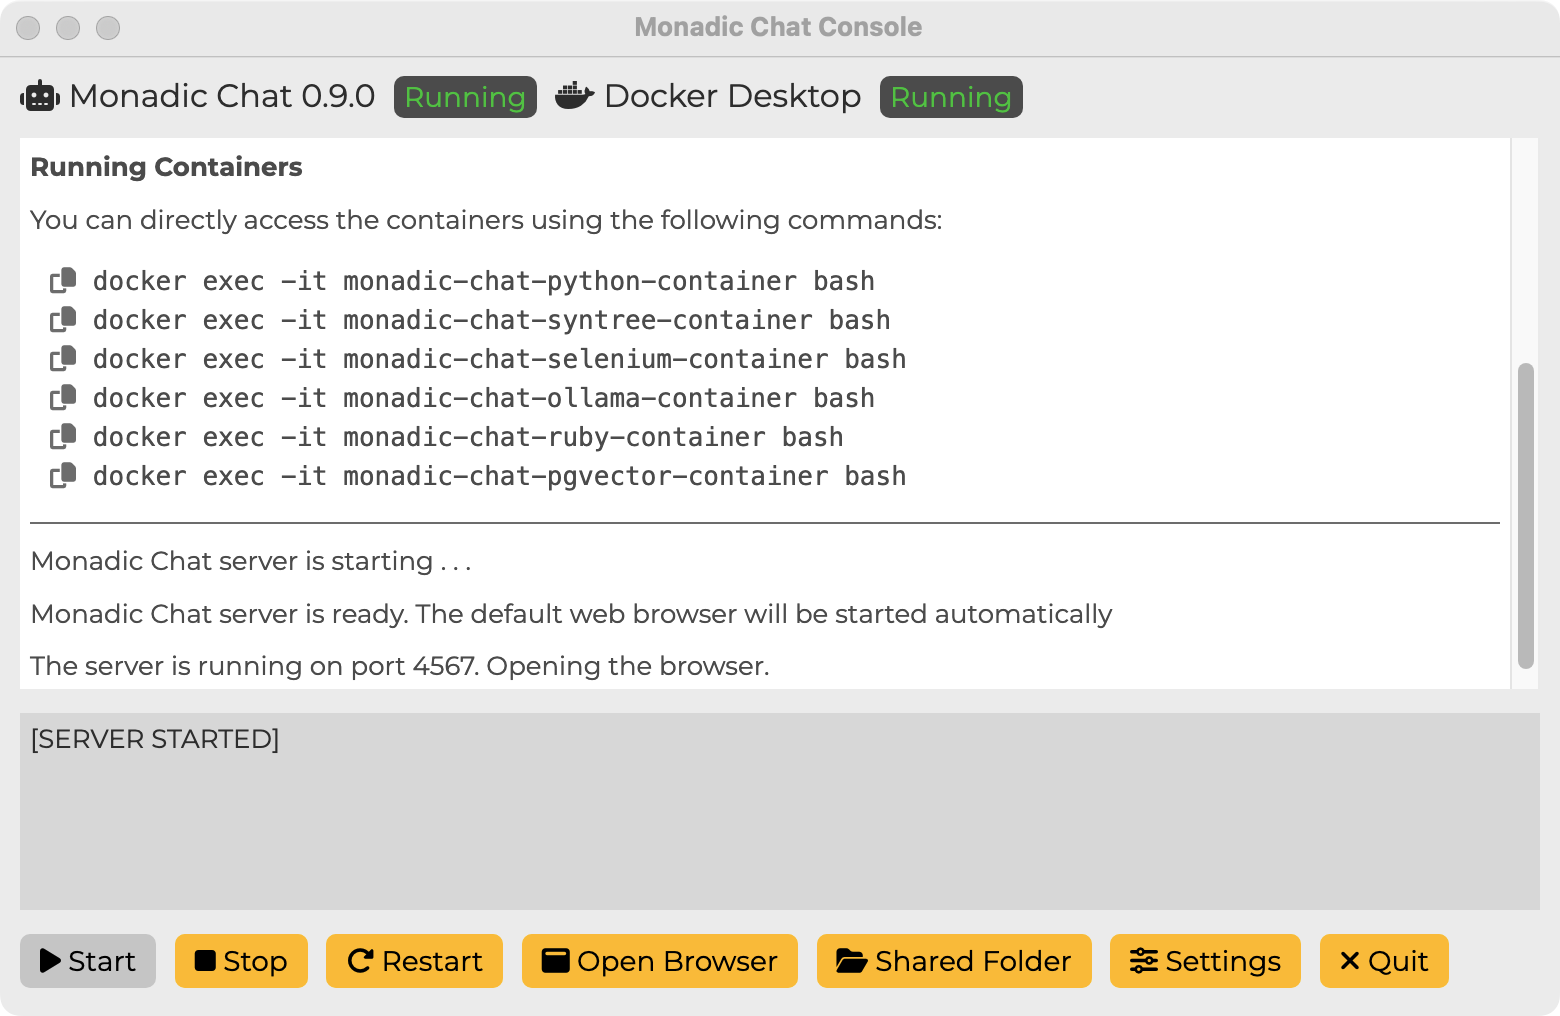 Monadic Chat Console
Monadic Chat 0.9.0 Running Docker Desktop Running
Running Containers
You can directly access the containers using the following commands:
docker exec -it monadic-chat-python-container bash
docker exec -it monadic-chat-syntree-container bash
docker exec -it monadic-chat-selenium-container bash
docker exec -it monadic-chat-ollama-container bash
docker exec -it monadic-chat-ruby-container bash
docker exec -it monadic-chat-pgvector-container bash
Monadic Chat server is starting . . .
Monadic Chat server is ready. The default web browser will be started automatically
The server is running on port 4567. Opening the browser.
[SERVER STARTED]
Start Stop Restart Open Browser Shared Folder Settings Quit